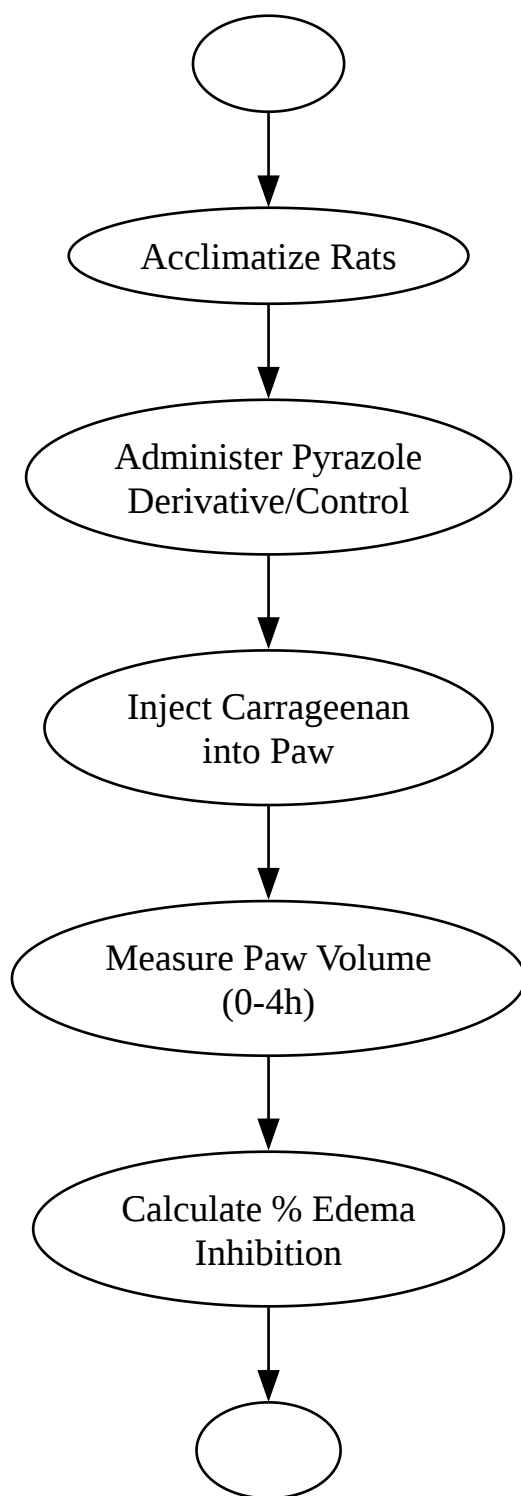 Acclimatize Rats
Administer Pyrazole
Derivative/Control
Inject Carrageenan
into Paw
Measure Paw Volume
(0-4h)
Calculate % Edema
Inhibition